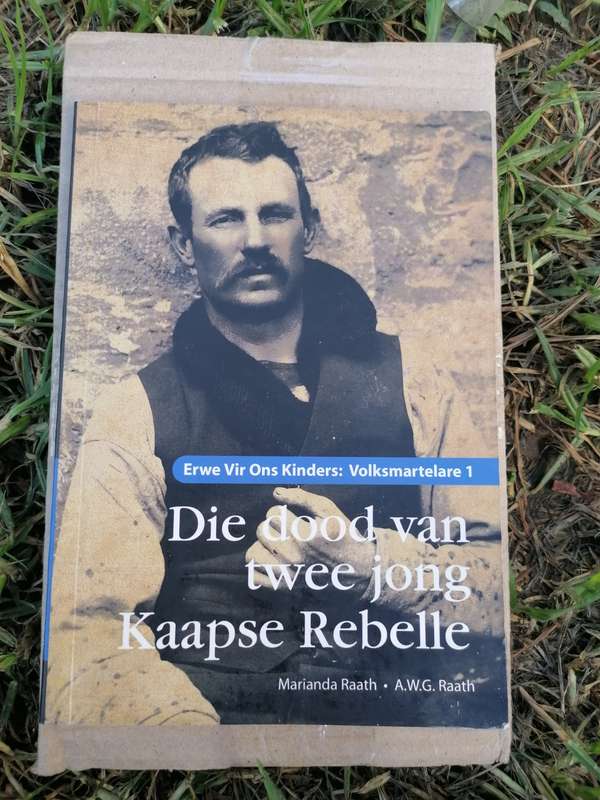 Erwe Vir Ons Kinders: Volksmartelare 1
Die dood van
twee jong
Kaapse Rebelle
Marianda Raath • A.W.G. Raath